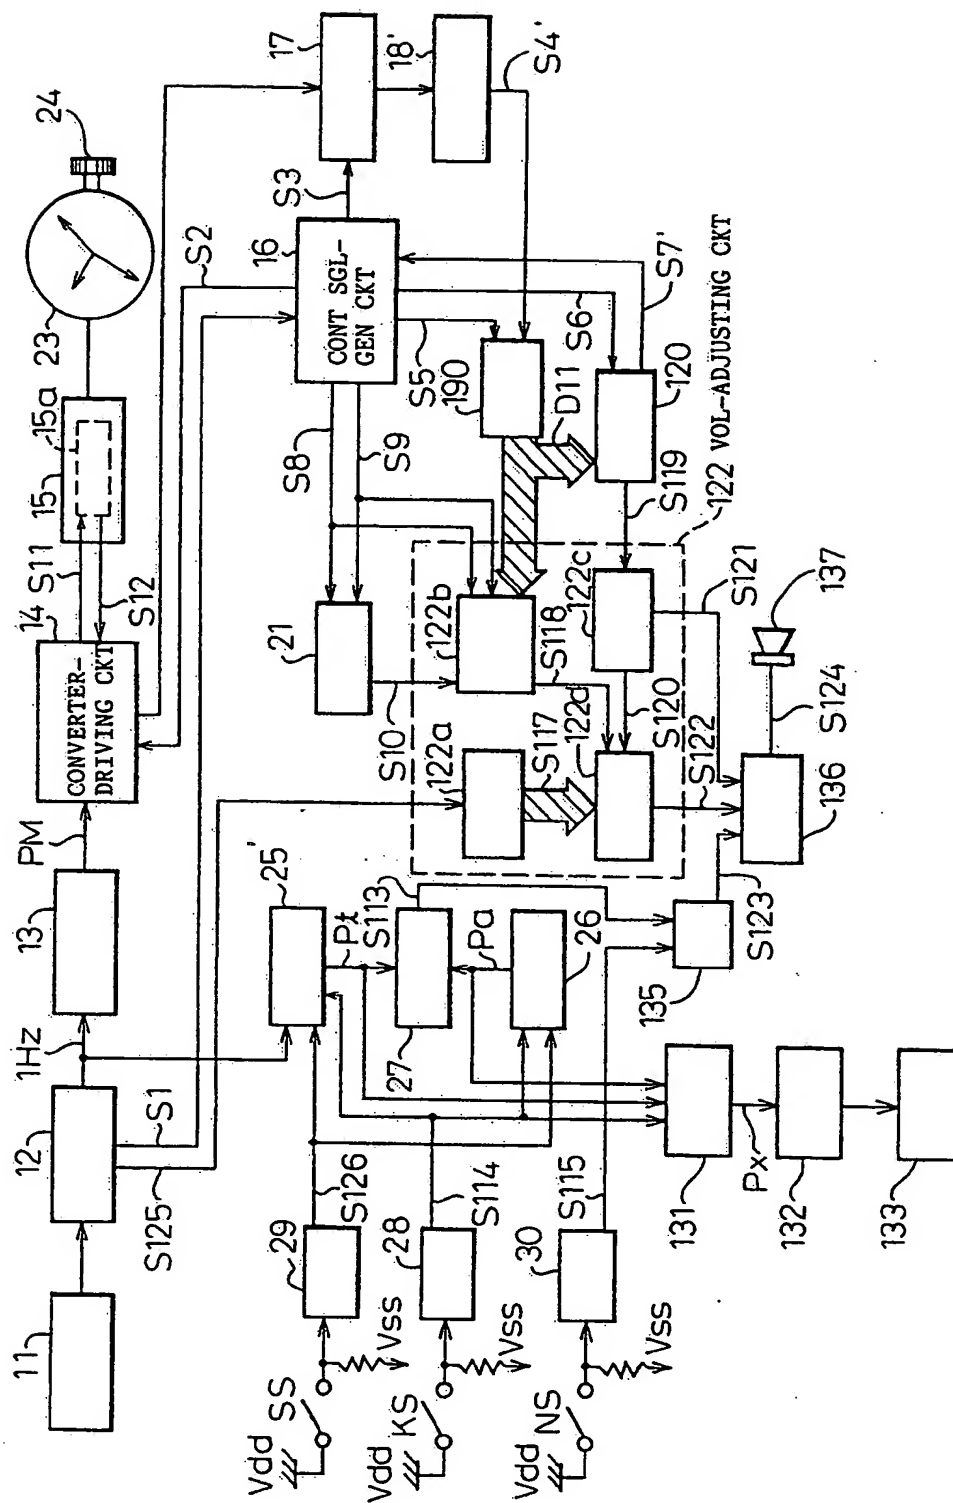 11
12
1Hz
13
PM
14
CONVERTER-
DRIVING CKT
S11
S12
15
15a
23
24
S1
S125
S2
16
CONT SGL-
GEN CKT
S3
17
18'
S4'
S8
S9
S5
190
S6
S7'
D11
120
S119
122 VOL-ADJUSTING CKT
21
S10
122b
122c
S118
122a
S117
122d
S120
S121
S122
137
S124
136
S123
135
25'
Pt
S113
27
Pa
26
Vdd
SS
Vss
29
S126
Vdd
KS
Vss
28
S114
Vdd
NS
Vss
30
S115
131
Px
132
133